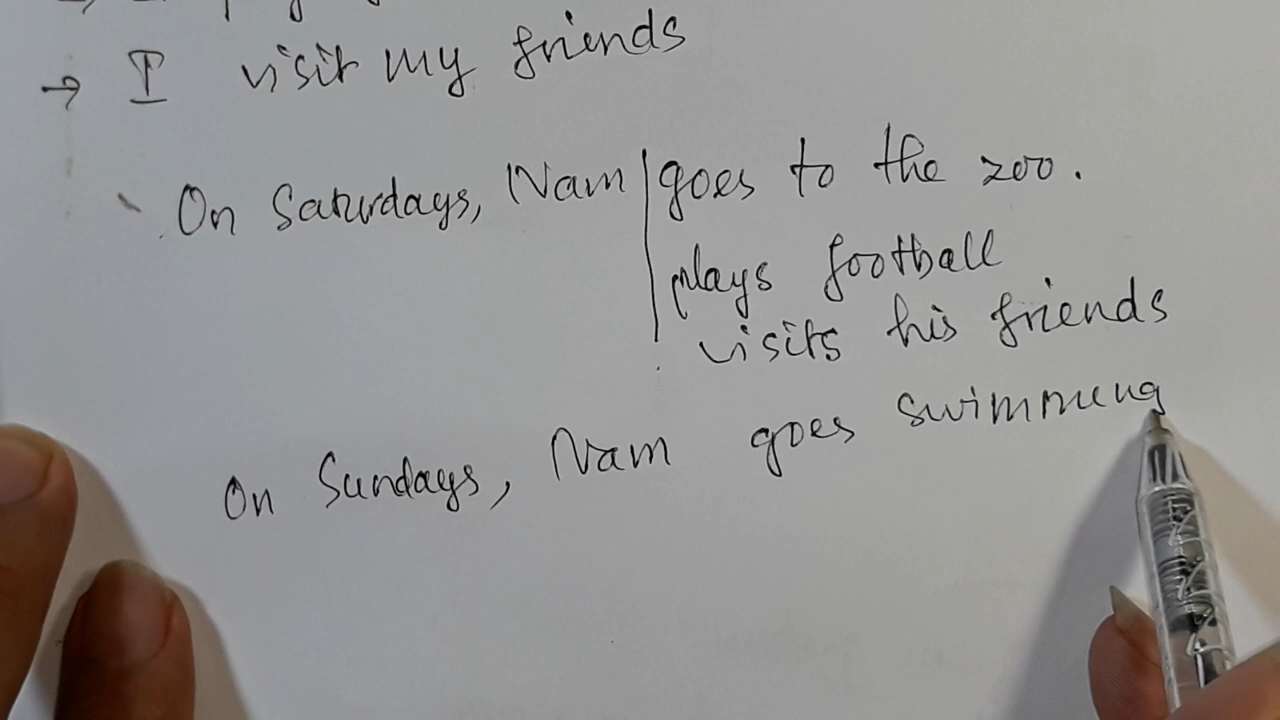 → I visit my friends
On Saturdays, Nam | goes to the zoo.
plays football
visits his friends
On Sundays, Nam goes swimming